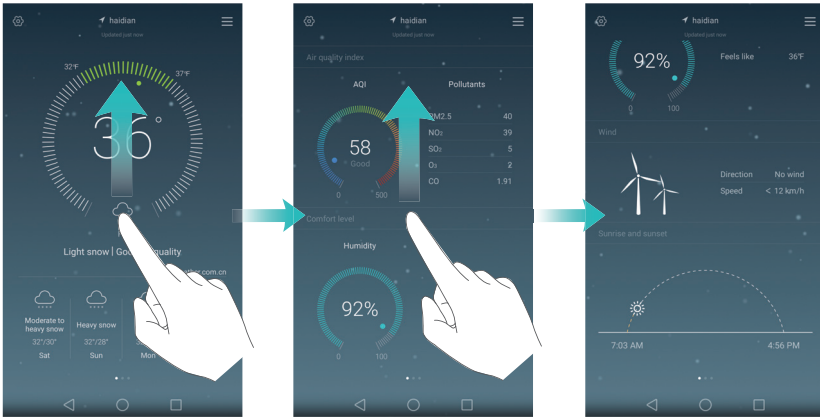 haidian
Updated just now
32°F
37°F
36°
Light snow
quality
.com.cn
Moderate to
heavy snow
32°/30°
Sat
Heavy snow
32°/28°
Sun
Mon
haidian
Updated just now
Air quality index
AQI
58
Good
0
500
Pollutants
PM2.5 40
NO₂ 39
SO₂ 5
O₃ 2
CO 1.91
Comfort level
Humidity
92%
0
100
haidian
Updated just now
92%
0
100
Feels like 36°F
Wind
Direction No wind
Speed < 12 km/h
Sunrise and sunset
7:03 AM
4:56 PM